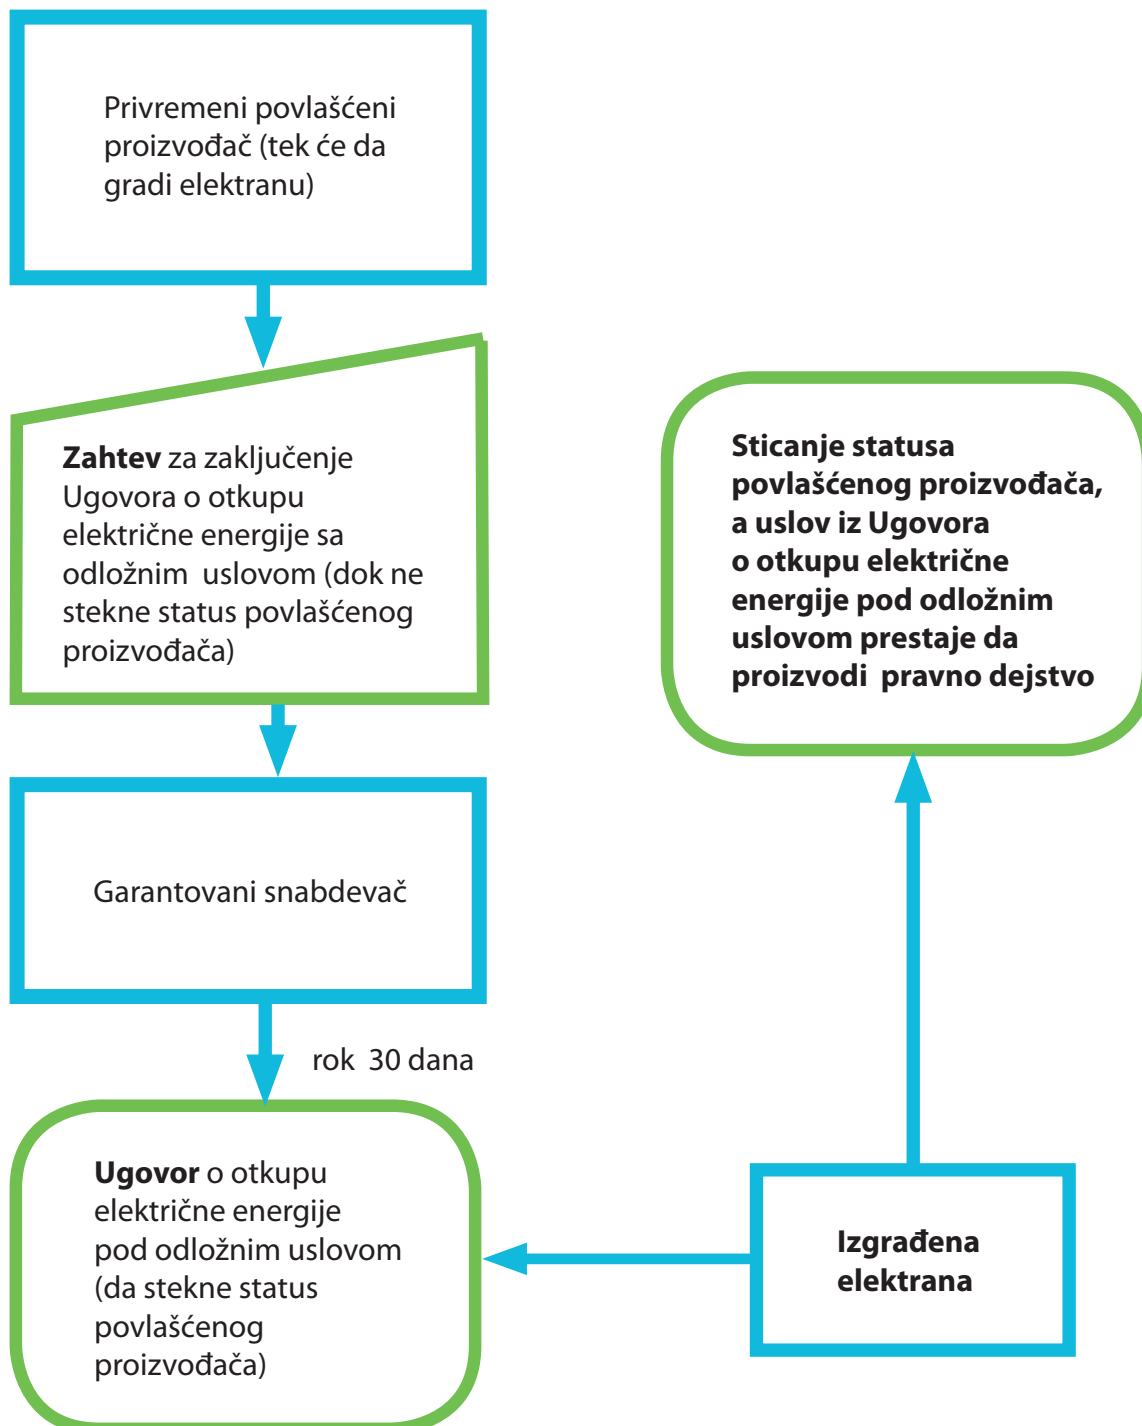 Privremeni povlašćeni
proizvođač (tek će da
gradi elektranu)
Zahtev za zaključenje
Ugovora o otkupu
električne energije sa
odložnim uslovom (dok ne
stekne status povlašćenog
proizvođača)
Garantovani snabdevač
rok 30 dana
Ugovor o otkupu
električne energije
pod odložnim uslovom
(da stekne status
povlašćenog
proizvođača)
Izgrađena
elektrana
Sticanje statusa
povlašćenog proizvođača,
a uslov iz Ugovora
o otkupu električne
energije pod odložnim
uslovom prestaje da
proizvodi pravno dejstvo